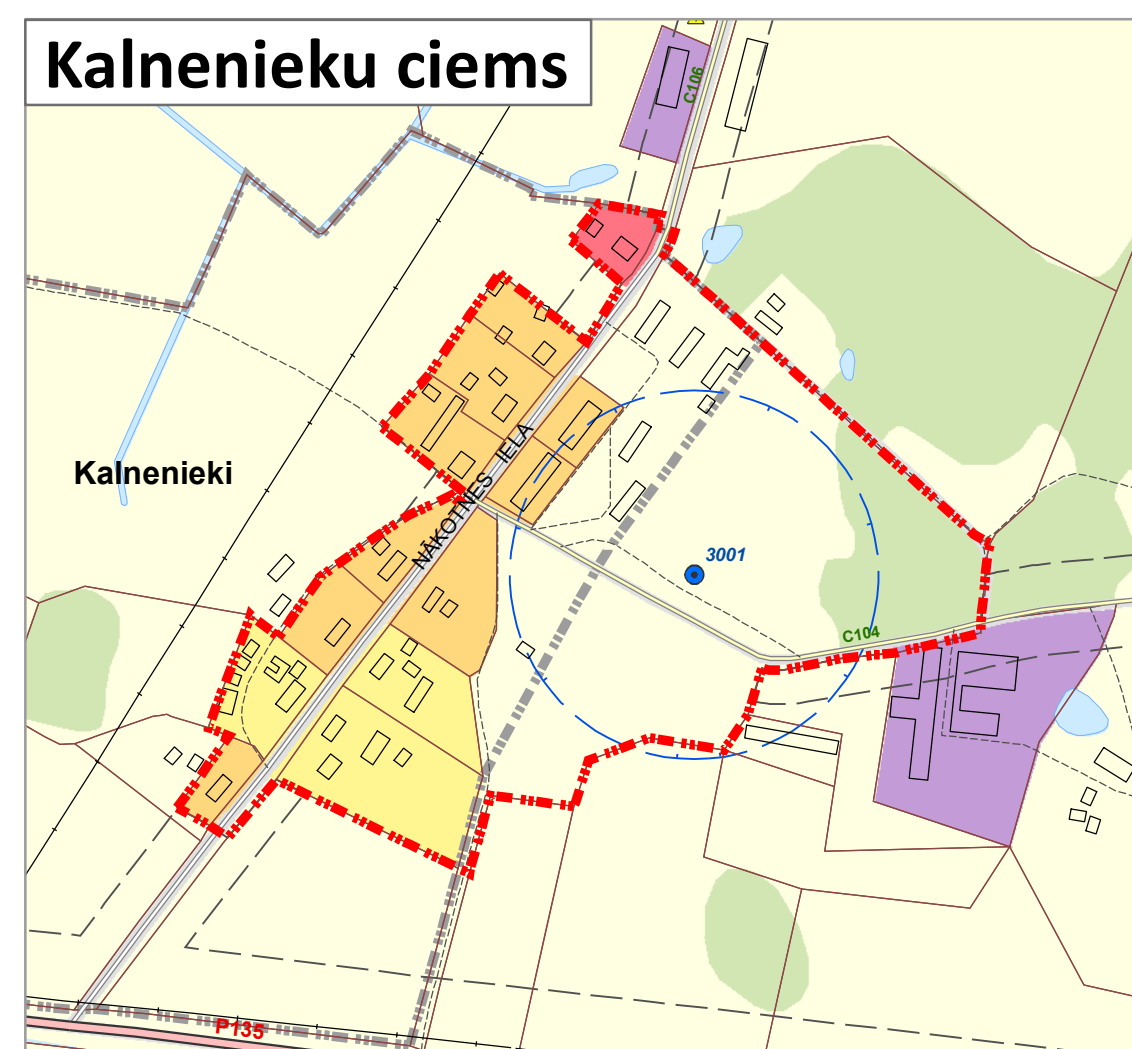 Kalnenieku ciems
C106
Kalnenieki
NĀKOTNES IELA
3001
C104
P135